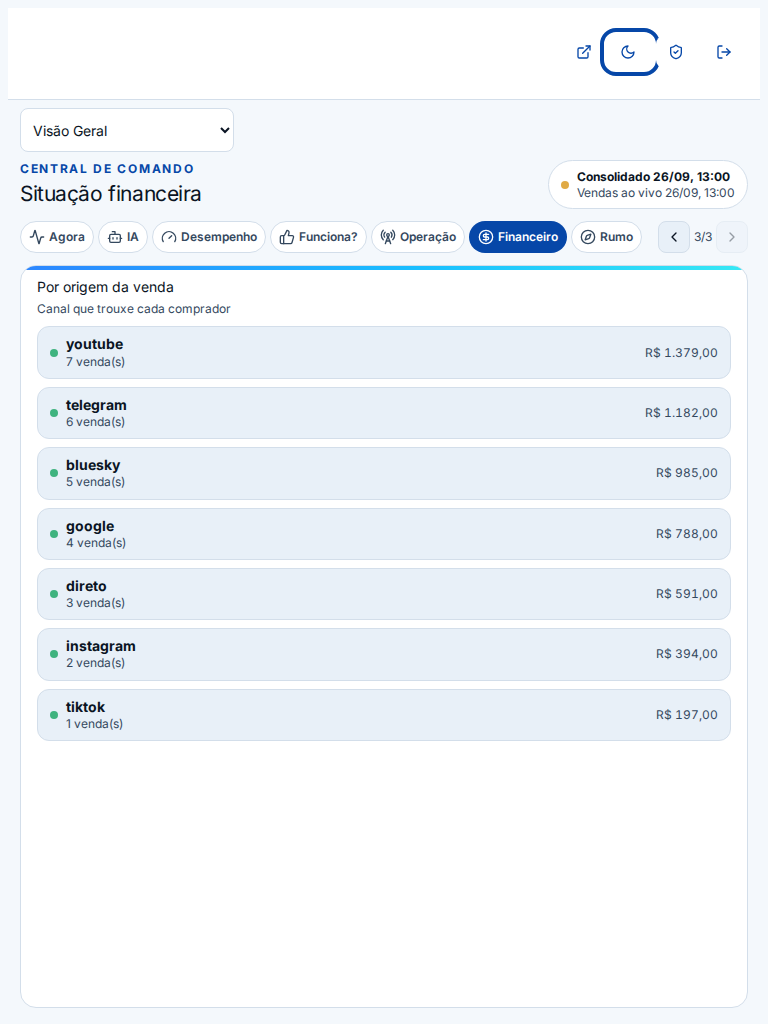 Visão Geral
CENTRAL DE COMANDO
Situação financeira
Consolidado 26/09, 13:00
Vendas ao vivo 26/09, 13:00
Agora
IA
Desempenho
Funciona?
Operação
Financeiro
Rumo
3/3
Por origem da venda
Canal que trouxe cada comprador
youtube
7 venda(s)
R$ 1.379,00
telegram
6 venda(s)
R$ 1.182,00
bluesky
5 venda(s)
R$ 985,00
google
4 venda(s)
R$ 788,00
direto
3 venda(s)
R$ 591,00
instagram
2 venda(s)
R$ 394,00
tiktok
1 venda(s)
R$ 197,00